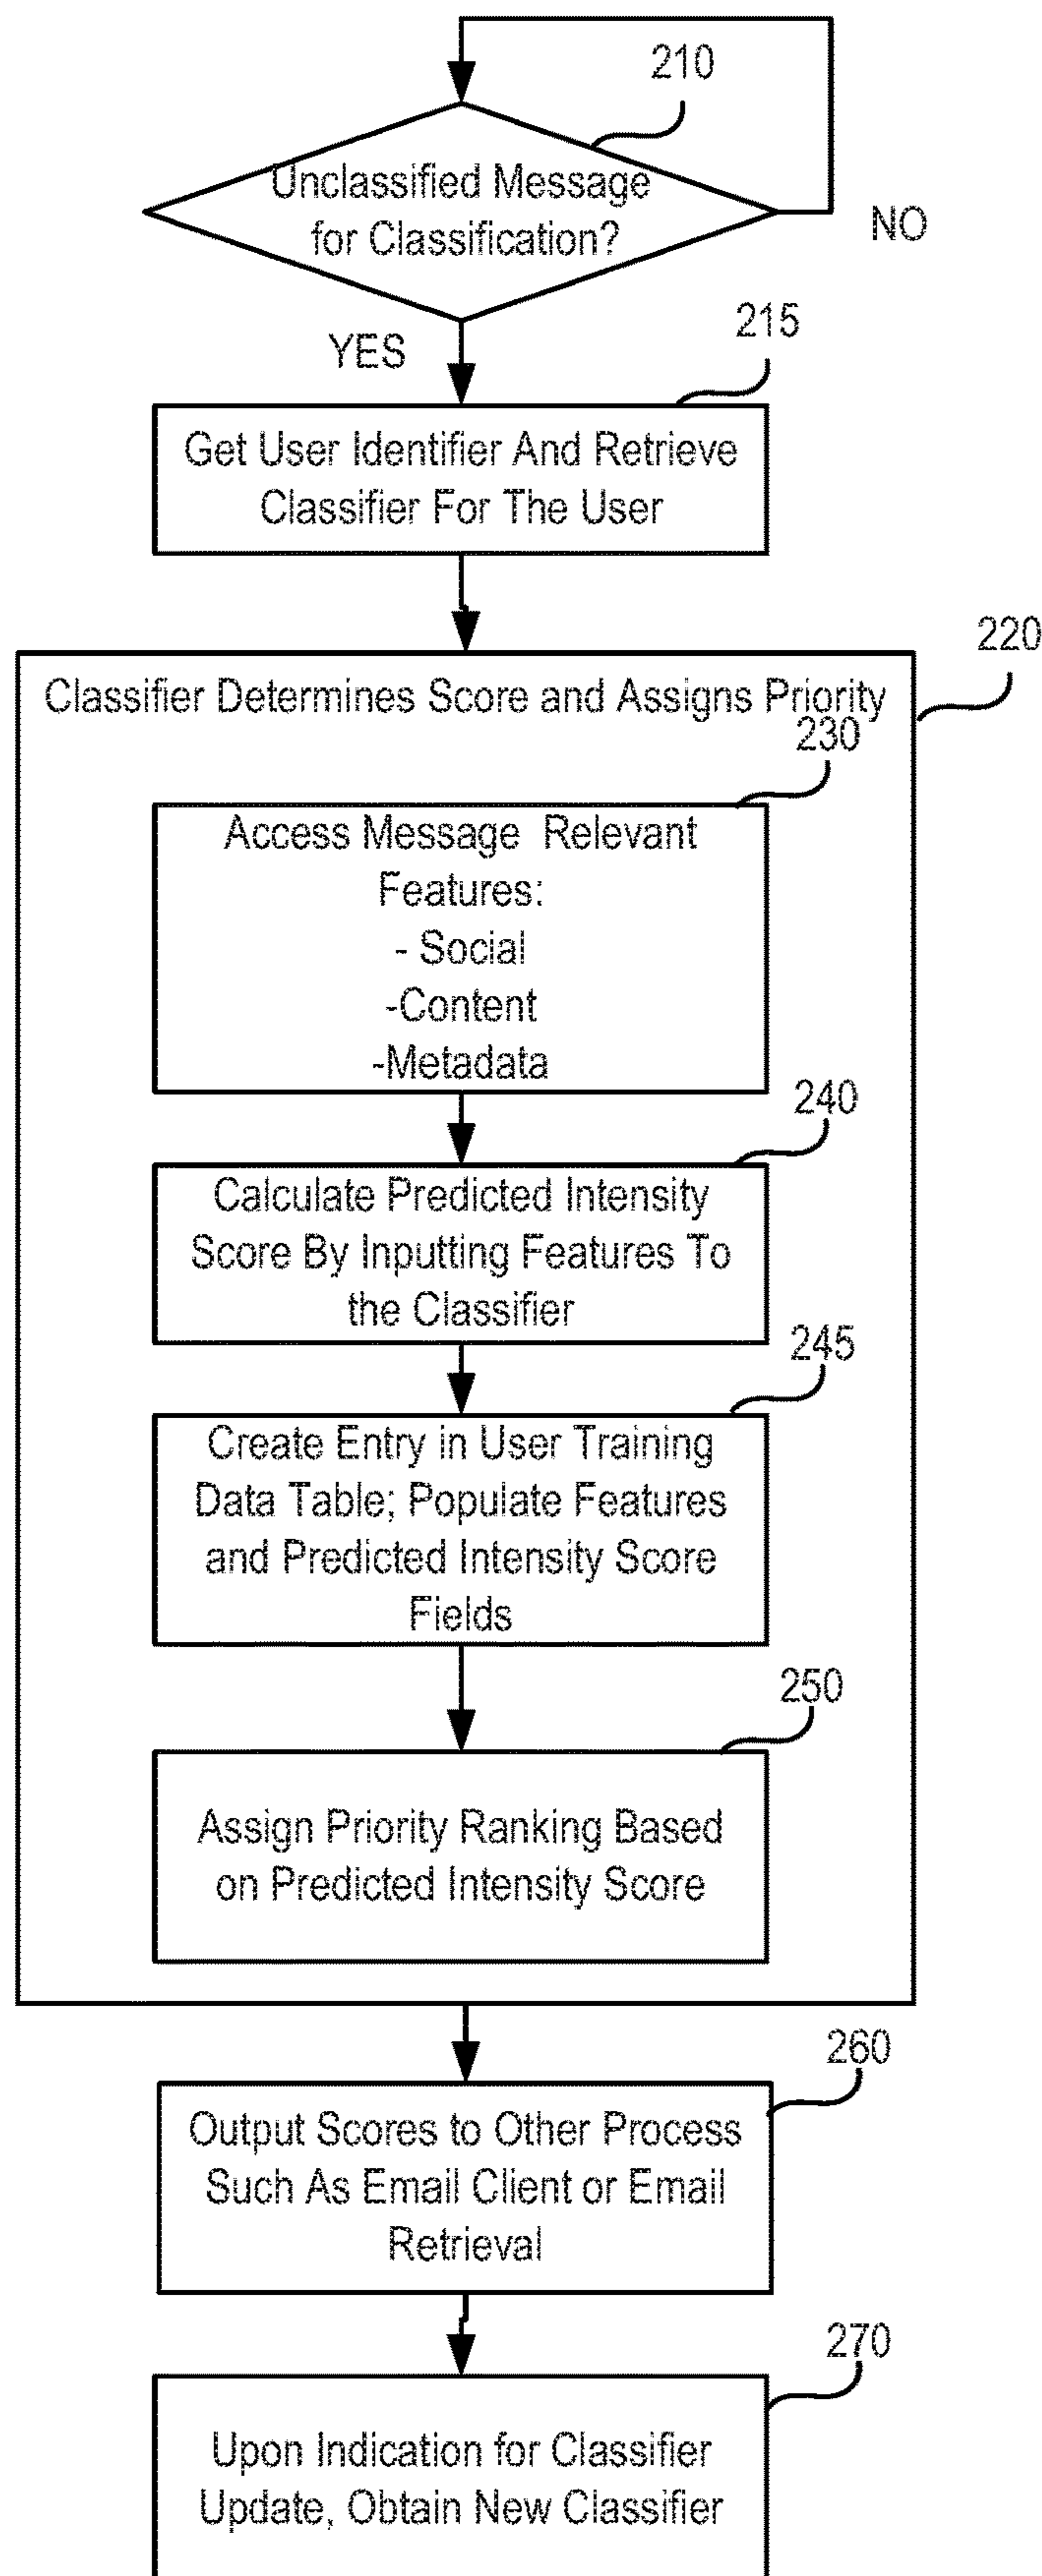 210
Unclassified Message
for Classification?
NO
YES
215
Get User Identifier And Retrieve
Classifier For The User
220
Classifier Determines Score and Assigns Priority
230
Access Message Relevant
Features:
- Social
-Content
-Metadata
240
Calculate Predicted Intensity
Score By Inputting Features To
the Classifier
245
Create Entry in User Training
Data Table; Populate Features
and Predicted Intensity Score
Fields
250
Assign Priority Ranking Based
on Predicted Intensity Score
260
Output Scores to Other Process
Such As Email Client or Email
Retrieval
270
Upon Indication for Classifier
Update, Obtain New Classifier